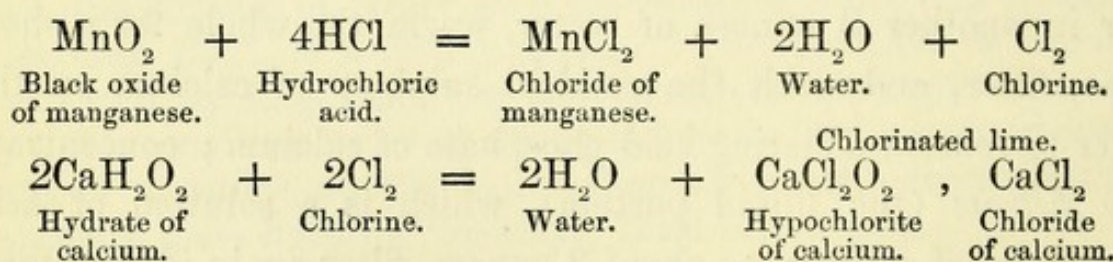 MnO₂ + 4HCl = MnCl₂ + 2H₂O + Cl₂
Black oxide Hydrochloric Chloride of Water. Chlorine.
of manganese. acid. manganese.
Chlorinated lime.
2CaH₂O₂ + 2Cl₂ = 2H₂O + CaCl₂O₂ , CaCl₂
Hydrate of Chlorine. Water. Hypochlorite Chloride
calcium. of calcium. of calcium.